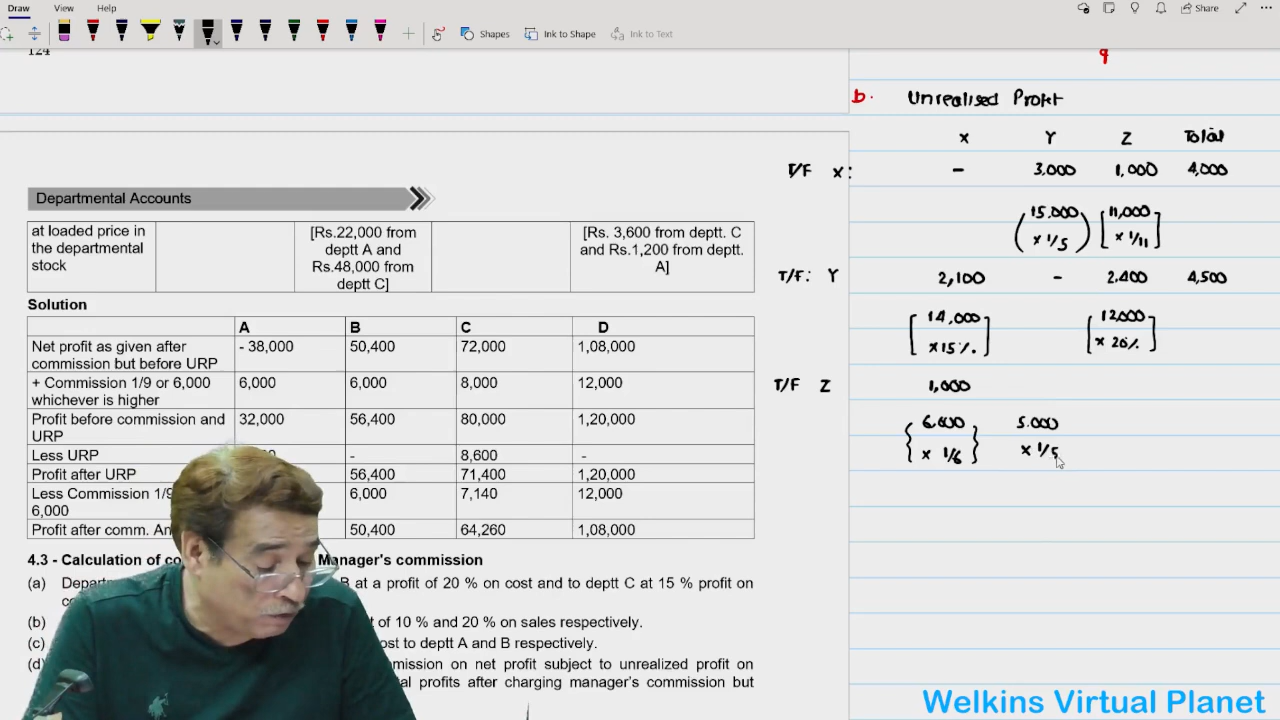 Draw View Help
Share
Shapes Ink to Shape Ink to Text
124
Departmental Accounts
at loaded price in the departmental stock
[Rs.22,000 from deptt A and Rs.48,000 from deptt C]
[Rs. 3,600 from deptt. C and Rs.1,200 from deptt. A]
Solution
A B C D
Net profit as given after commission but before URP - 38,000 50,400 72,000 1,08,000
+ Commission 1/9 or 6,000 whichever is higher 6,000 6,000 8,000 12,000
Profit before commission and URP 32,000 56,400 80,000 1,20,000
Less URP - 8,600 -
Profit after URP 56,400 71,400 1,20,000
Less Commission 6,000 6,000 7,140 12,000
Profit after comm. 50,400 64,260 1,08,000
4.3 - Calculation of Manager's commission
(a) B at a profit of 20 % on cost and to deptt C at 15 % profit on
(b) of 10 % and 20 % on sales respectively.
(c) to deptt A and B respectively.
(d) on net profit subject to unrealized profit on
profits after charging manager's commission but
9
b. Unrealised Profit
X Y Z Total
T/F X: - 3,000 1,000 4,000
(15,000 x 1/5) [11,000 x 1/11]
T/F: Y 2,100 - 2,400 4,500
[14,000 x 15%.] [12,000 x 20%.]
T/F Z 1,000
{6,000 x 1/6} 5,000 x 1/5
Welkins Virtual Planet